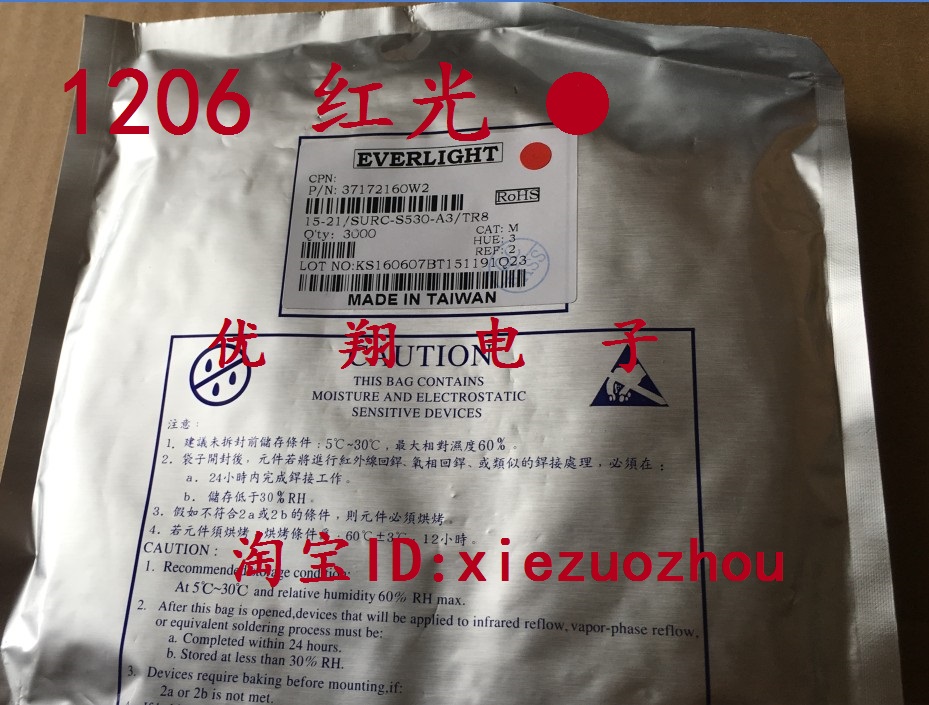 1206 红光
EVERLIGHT
CPN:
P/N: 37172160W2
RoHS
15-21/SURC-S530-A3/TR8
Q'ty: 3000
CAT: M
HUE: 3
REF: 2
LOT NO:KS160607BT151191Q23
MADE IN TAIWAN
优翔电子
CAUTION
THIS BAG CONTAINS
MOISTURE AND ELECTROSTATIC
SENSITIVE DEVICES
注意:
1. 建議未拆封前儲存條件:5℃~30℃,最大相對濕度60%。
2. 袋子開封後,元件若將進行紅外線回銲、氣相回銲、或類似的銲接處理,必須在:
a. 24小時内完成銲接工作。
b. 儲存低于30%RH。
3. 假如不符合2a或2b的條件,則元件必須烘烤。
4. 若元件須烘烤,烘烤條件為:60℃±3℃,12小時。
淘宝ID:xiezuozhou
CAUTION:
1. Recommended storage condition:
At 5℃~30℃ and relative humidity 60% RH max.
2. After this bag is opened,devices that will be applied to infrared reflow,vapor-phase reflow,
or equivalent soldering process must be:
a. Completed within 24 hours.
b. Stored at less than 30% RH.
3. Devices require baking before mounting,if:
2a or 2b is not met.